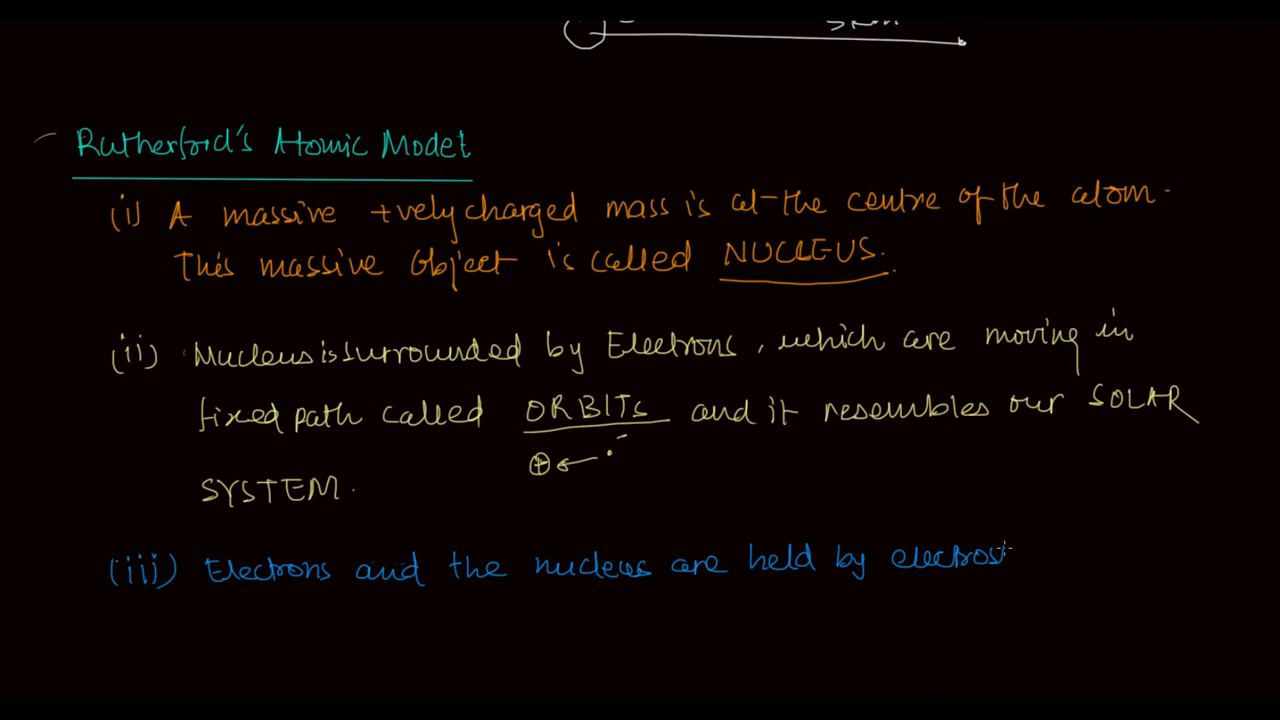 Rutherford's Atomic Model
(i) A massive +vely charged mass is at the centre of the atom.
This massive object is called NUCLEUS.
(ii) Nucleus is surrounded by Electrons, which are moving in
fixed path called ORBITs and it resembles our SOLAR
+
SYSTEM.
(iii) Electrons and the nucleus are held by electros